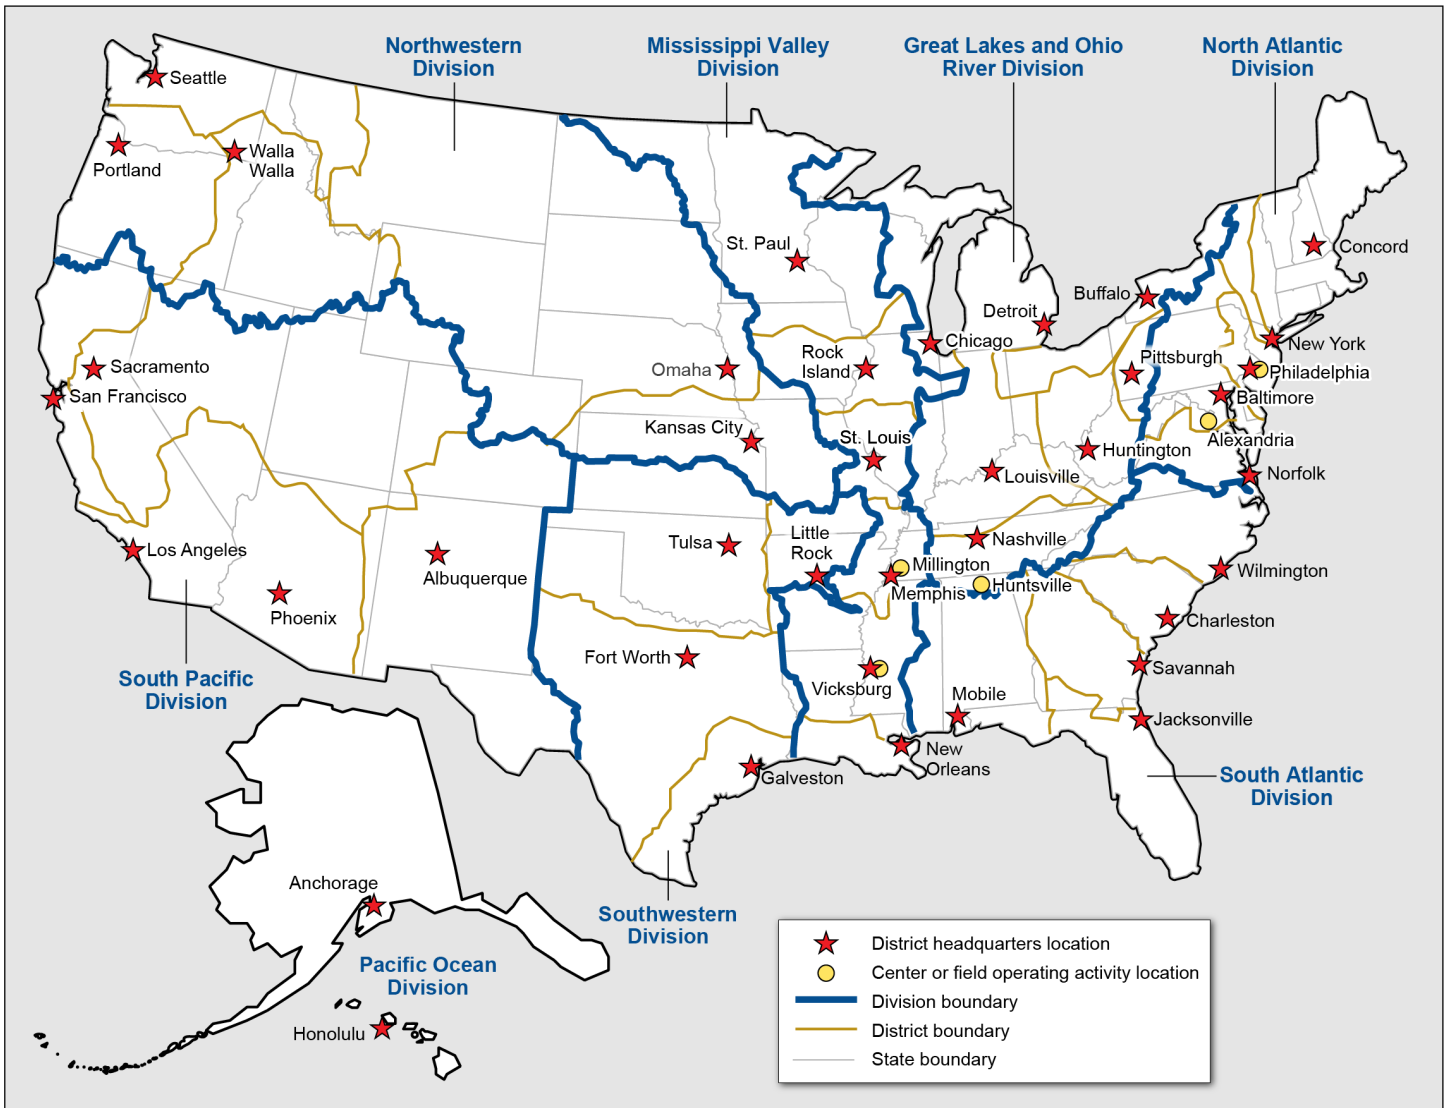 Northwestern
Division
Mississippi Valley
Division
Great Lakes and Ohio
River Division
North Atlantic
Division
Seattle
Portland
Walla
Walla
St. Paul
Concord
Buffalo
Detroit
Chicago
New York
Sacramento
San Francisco
Omaha
Rock
Island
Pittsburgh
Philadelphia
Baltimore
Kansas City
St. Louis
Alexandria
Huntington
Louisville
Norfolk
Los Angeles
Albuquerque
Tulsa
Little
Rock
Nashville
Millington
Memphis
Huntsville
Wilmington
Phoenix
Charleston
Fort Worth
Savannah
Vicksburg
Mobile
Jacksonville
South Pacific
Division
New
Orleans
Galveston
South Atlantic
Division
Anchorage
Southwestern
Division
Pacific Ocean
Division
Honolulu
District headquarters location
Center or field operating activity location
Division boundary
District boundary
State boundary